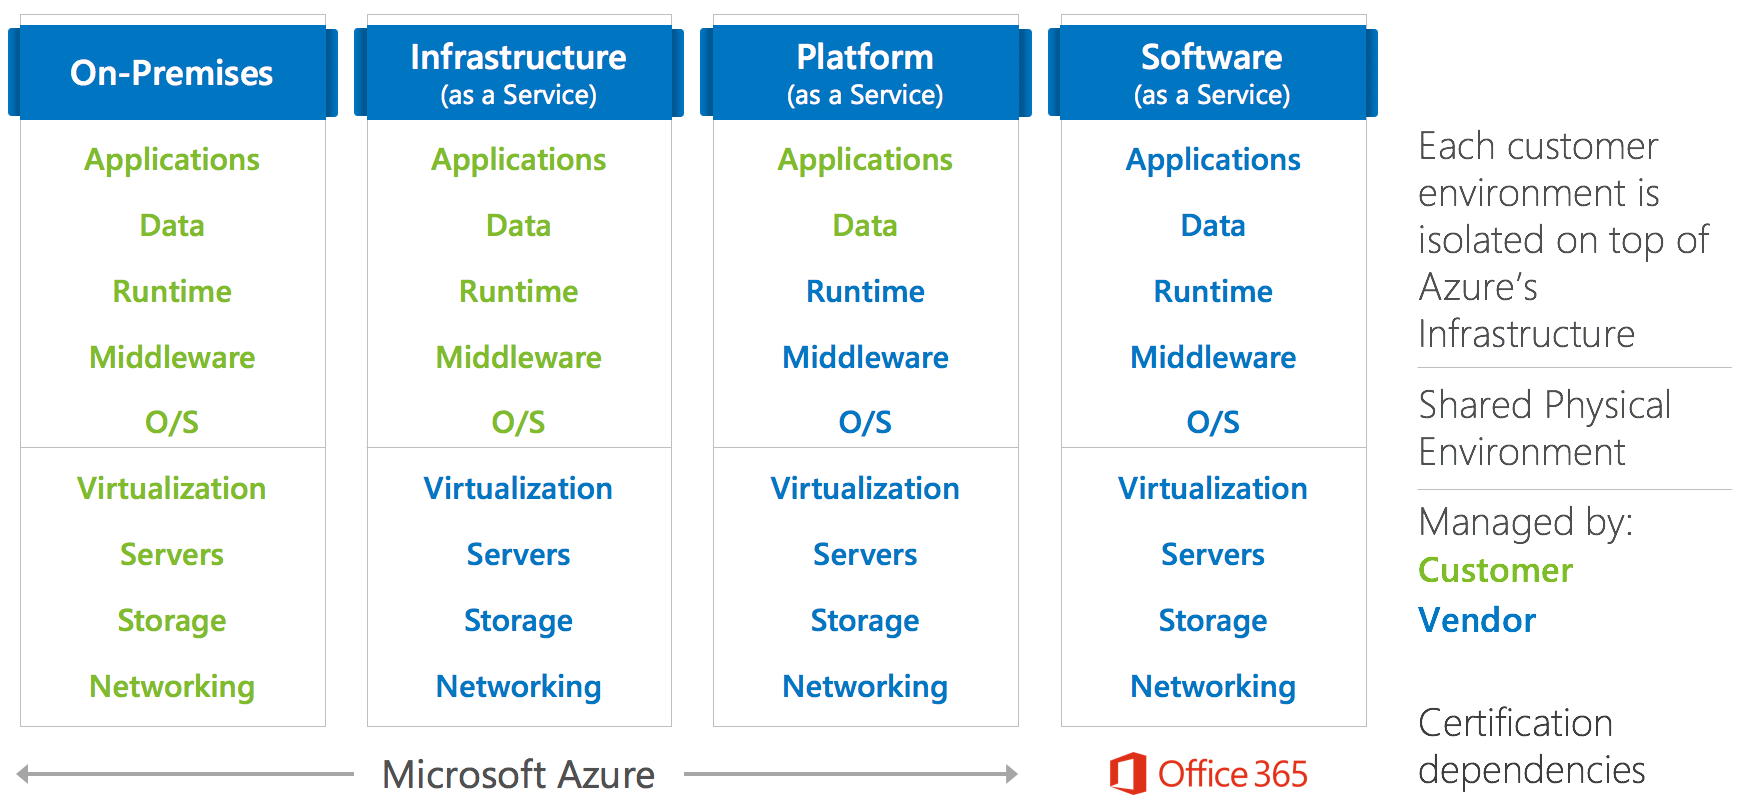 On-Premises
Applications
Data
Runtime
Middleware
O/S
Virtualization
Servers
Storage
Networking
Infrastructure
(as a Service)
Applications
Data
Runtime
Middleware
O/S
Virtualization
Servers
Storage
Networking
Platform
(as a Service)
Applications
Data
Runtime
Middleware
O/S
Virtualization
Servers
Storage
Networking
Software
(as a Service)
Applications
Data
Runtime
Middleware
O/S
Virtualization
Servers
Storage
Networking
Each customer
environment is
isolated on top of
Azure’s
Infrastructure
Shared Physical
Environment
Managed by:
Customer
Vendor
Microsoft Azure
Office 365
Certification
dependencies